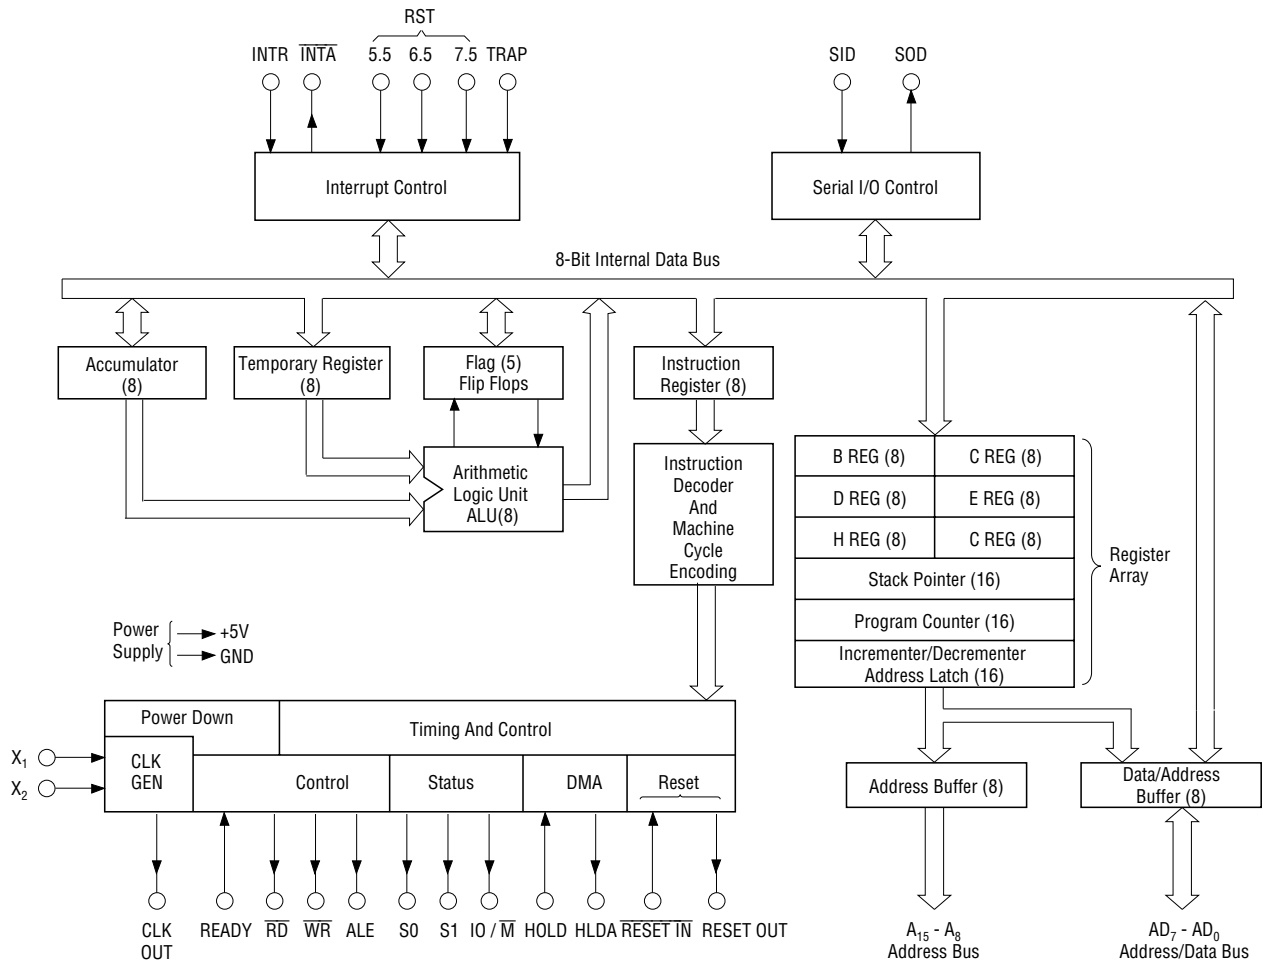 RST
INTR INTA 5.5 6.5 7.5 TRAP
SID SOD
Interrupt Control
Serial I/O Control
8-Bit Internal Data Bus
Accumulator
(8)
Temporary Register
(8)
Flag (5)
Flip Flops
Instruction
Register (8)
Arithmetic
Logic Unit
ALU(8)
Instruction
Decoder
And
Machine
Cycle
Encoding
B REG (8) C REG (8)
D REG (8) E REG (8)
H REG (8) C REG (8)
Stack Pointer (16)
Program Counter (16)
Incrementer/Decrementer
Address Latch (16)
Register
Array
Power
Supply
+5V
GND
Power Down
Timing And Control
X1
X2
CLK
GEN
Control Status DMA Reset
Address Buffer (8)
Data/Address
Buffer (8)
CLK
OUT
READY RD WR ALE S0 S1 IO / M HOLD HLDA RESET IN RESET OUT
A15 - A8
Address Bus
AD7 - AD0
Address/Data Bus